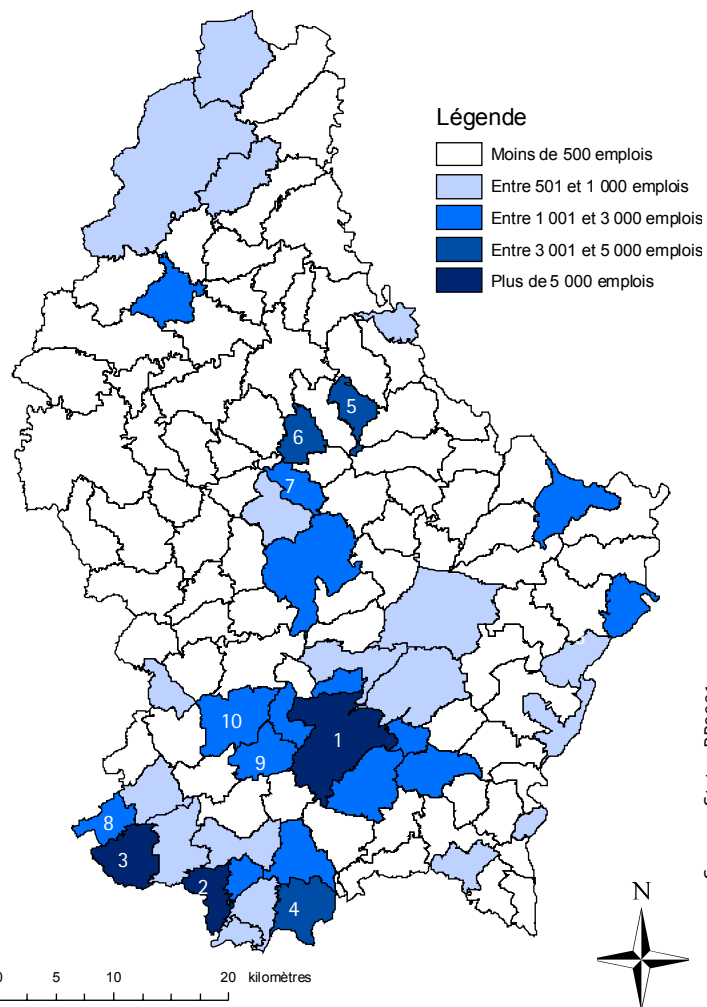 Légende
Moins de 500 emplois
Entre 501 et 1 000 emplois
Entre 1 001 et 3 000 emplois
Entre 3 001 et 5 000 emplois
Plus de 5 000 emplois
5
6
7
10
1
9
8
3
2
4
N
0 5 10 20 kilomètres